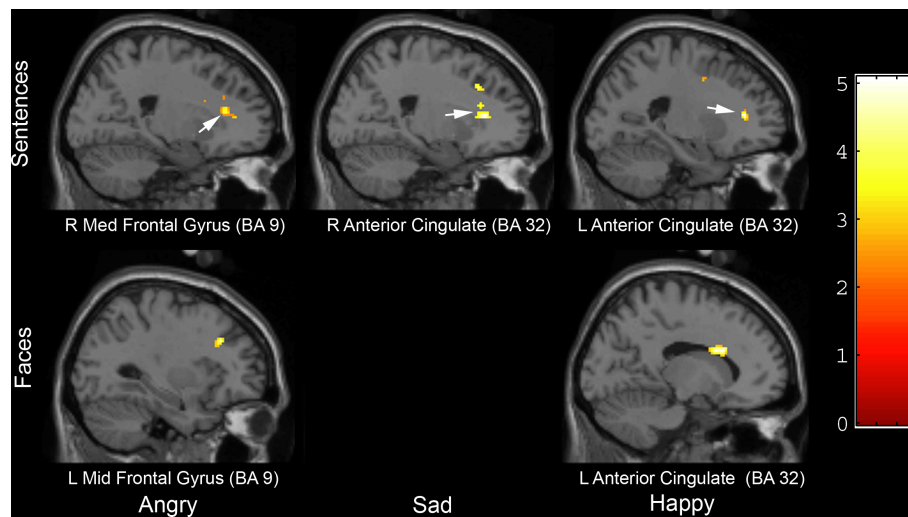 Sentences
R Med Frontal Gyrus (BA 9)
R Anterior Cingulate (BA 32)
L Anterior Cingulate (BA 32)
5
4
3
2
1
0
Faces
L Mid Frontal Gyrus (BA 9)
L Anterior Cingulate (BA 32)
Angry
Sad
Happy